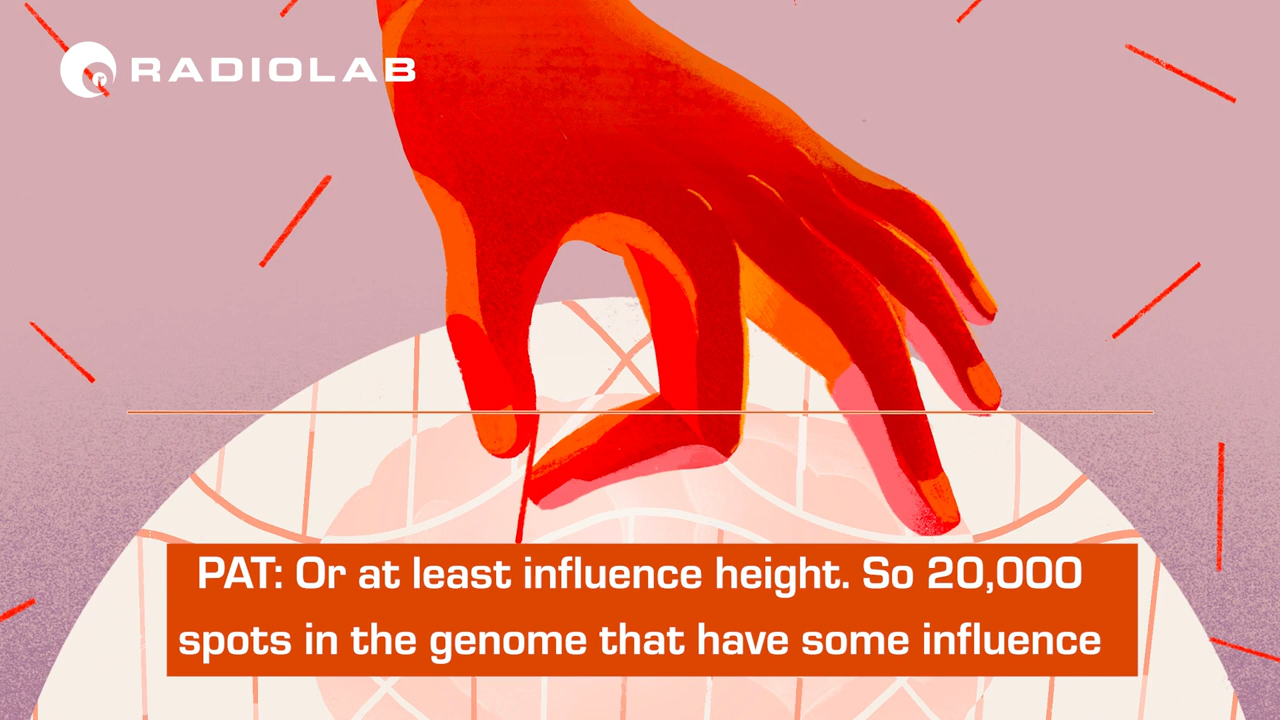 RADIOLAB
PAT: Or at least influence height. So 20,000
spots in the genome that have some influence